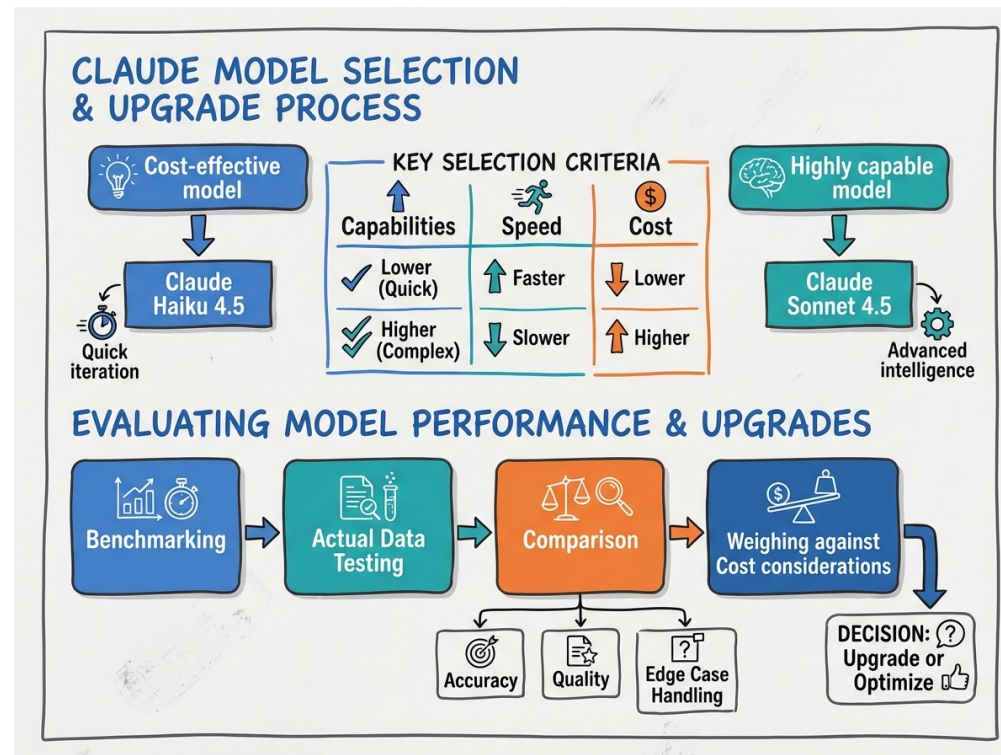 CLAUDE MODEL SELECTION
& UPGRADE PROCESS
Cost-effective
model
Claude
Haiku 4.5
Quick
iteration
KEY SELECTION CRITERIA
Capabilities
$
Speed
Cost
Lower
(Quick)
Faster
Lower
Higher
(Complex)
Slower
Higher
Highly capable
model
Claude
Sonnet 4.5
Advanced
intelligence
EVALUATING MODEL PERFORMANCE & UPGRADES
Benchmarking
Actual Data
Testing
Comparison
Accuracy
Quality
?
Edge Case
Handling
$
Weighing against
Cost considerations
DECISION: ?
Upgrade or
Optimize